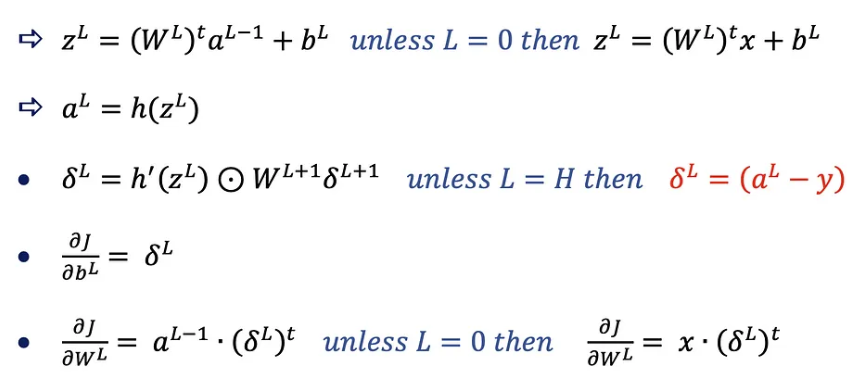 ⇨ z^L = (W^L)^t a^{L−1} + b^L unless L = 0 then z^L = (W^L)^t x + b^L
⇨ a^L = h(z^L)
• δ^L = h′(z^L) ⊙ W^{L+1} δ^{L+1} unless L = H then δ^L = (a^L − y)
• ∂J/∂b^L = δ^L
• ∂J/∂W^L = a^{L−1} · (δ^L)^t unless L = 0 then ∂J/∂W^L = x · (δ^L)^t